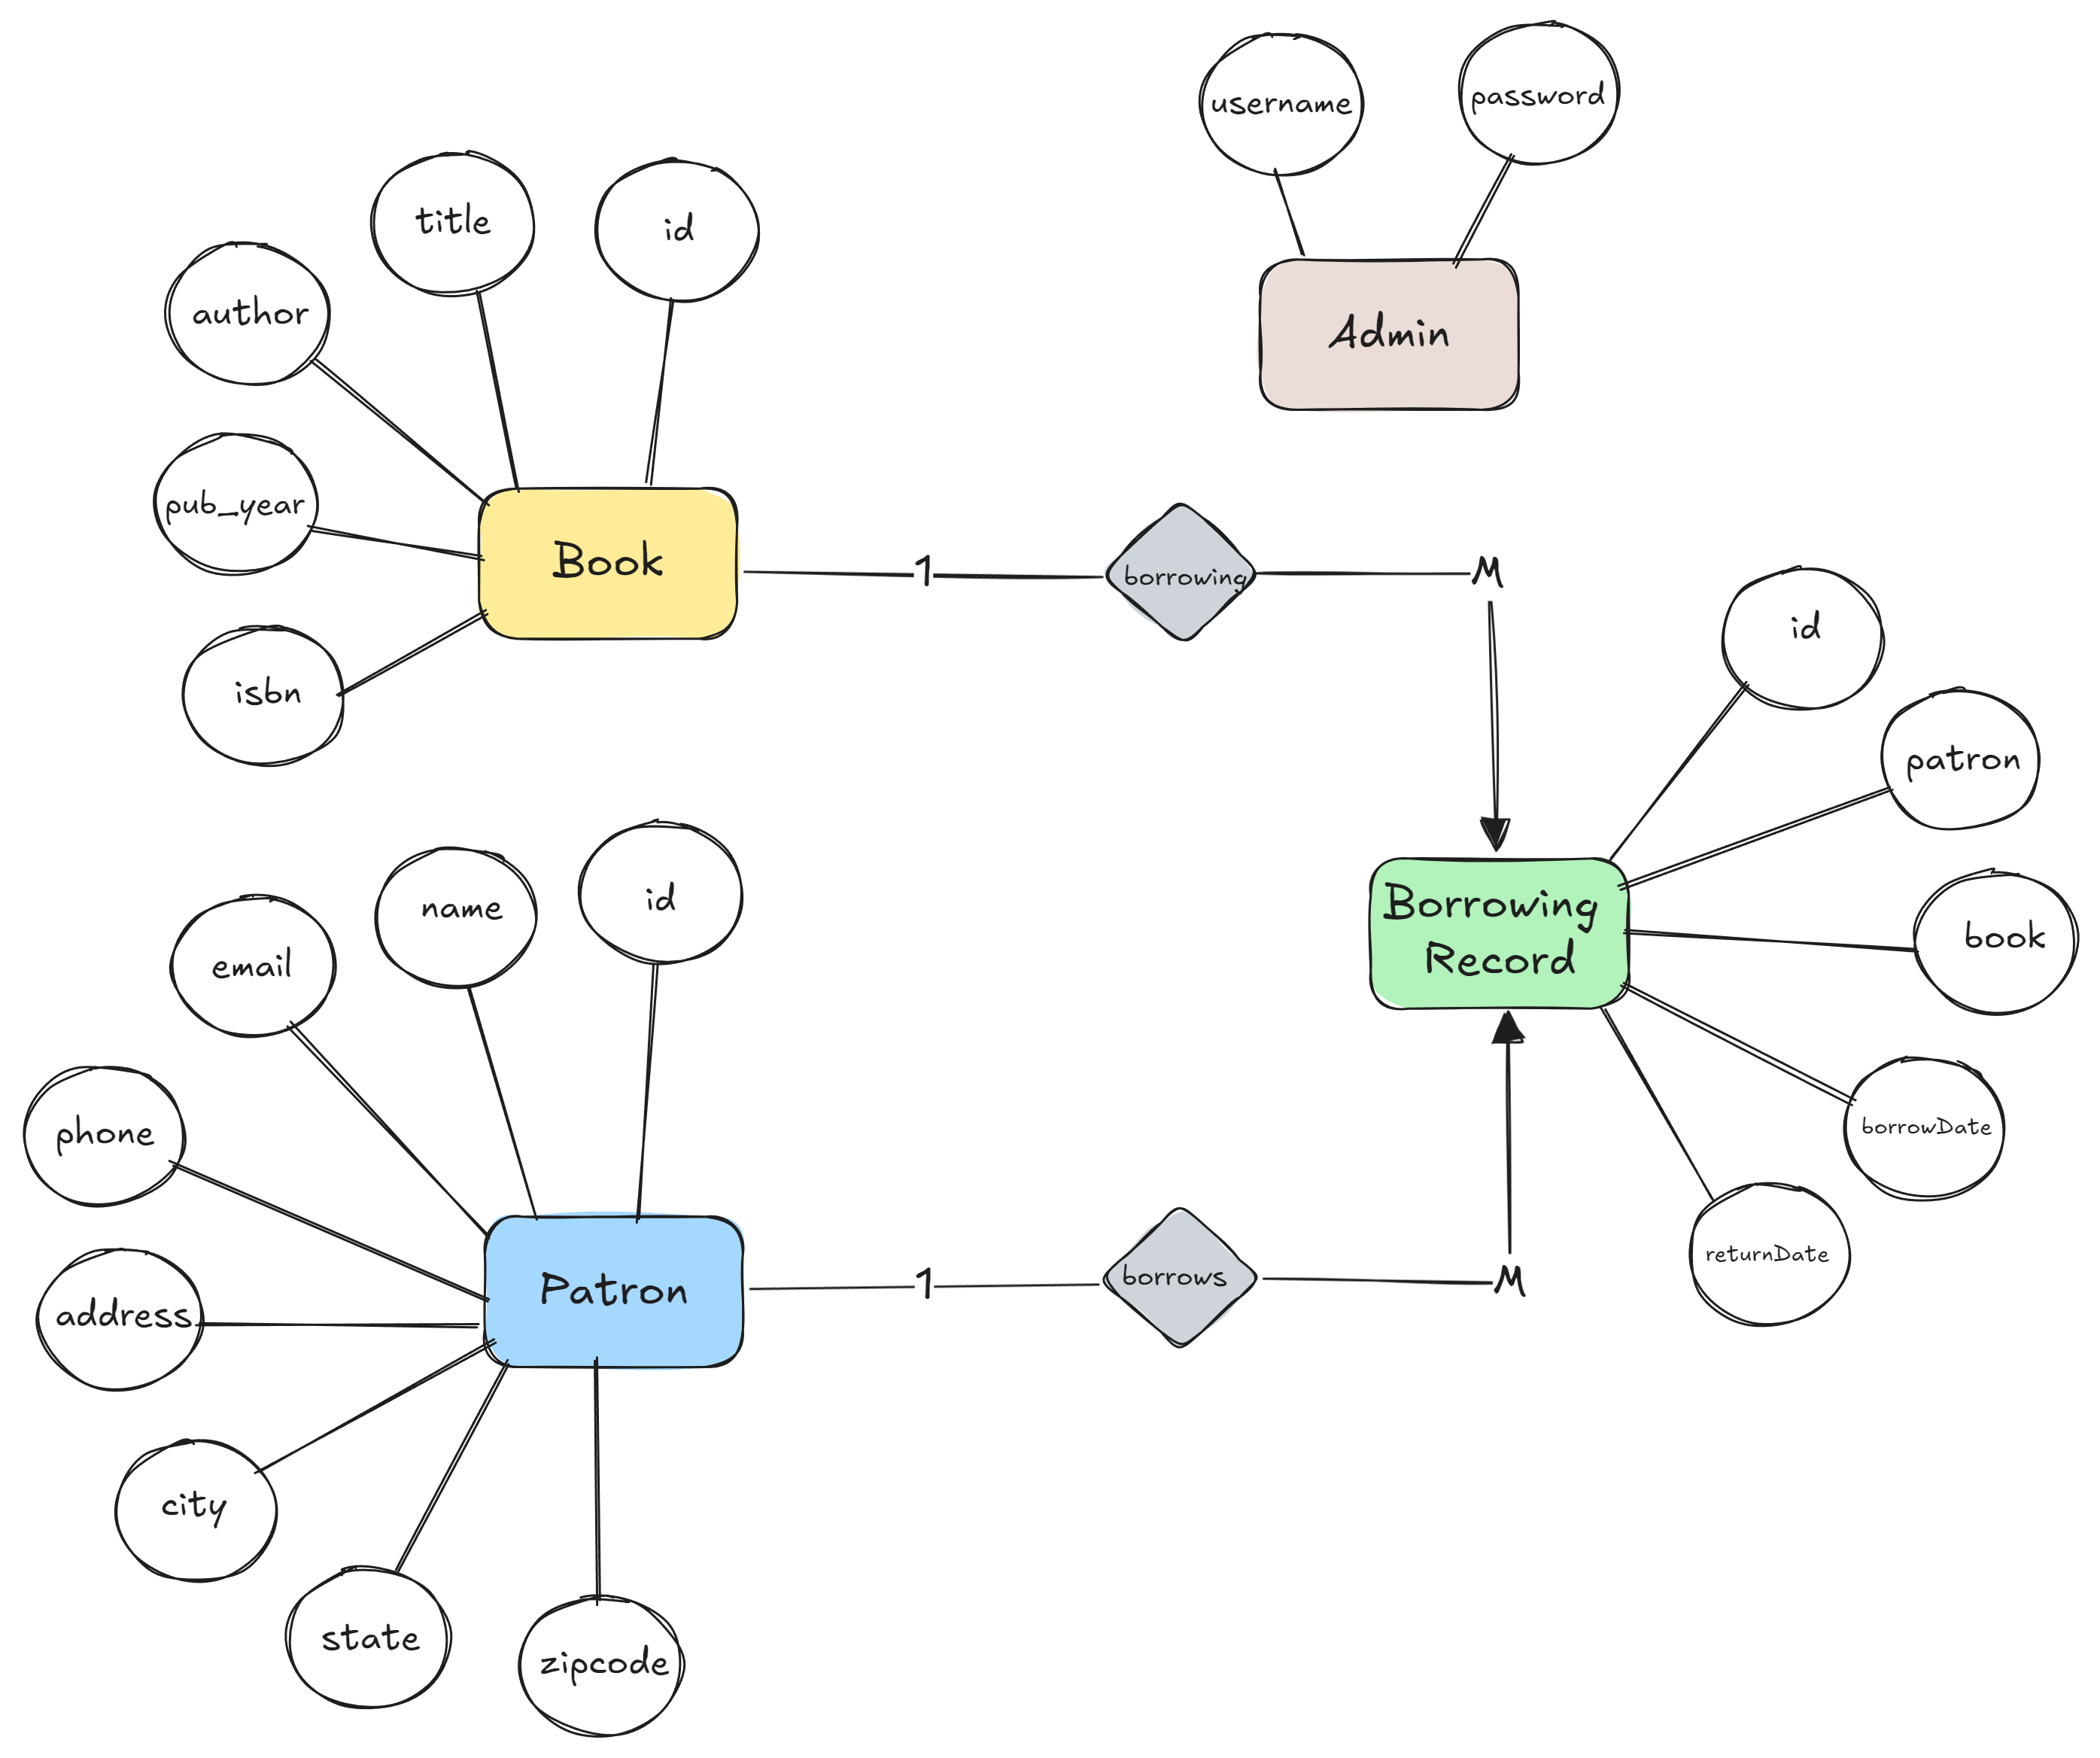 username
password
title
id
author
Admin
pub_year
Book
1
borrowing
M
isbn
id
patron
name
id
email
Borrowing
Record
book
phone
borrowDate
address
Patron
1
borrows
M
returnDate
city
state
zipcode